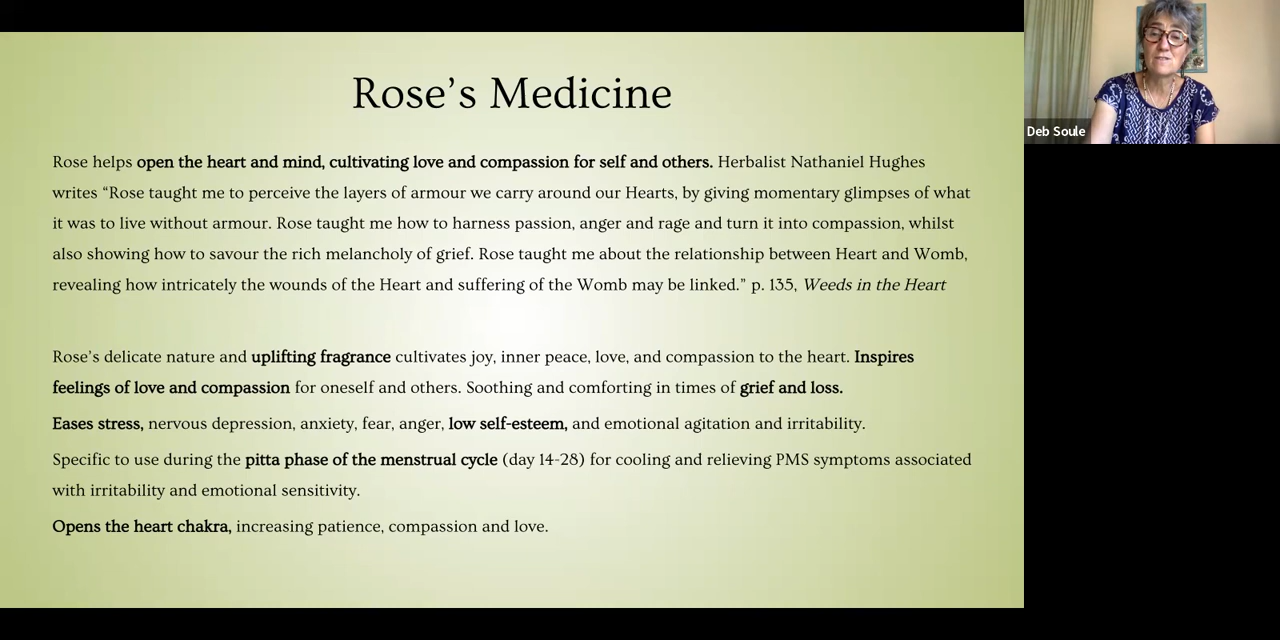 Rose’s Medicine
Rose helps open the heart and mind, cultivating love and compassion for self and others. Herbalist Nathaniel Hughes
writes “Rose taught me to perceive the layers of armour we carry around our Hearts, by giving momentary glimpses of what
it was to live without armour. Rose taught me how to harness passion, anger and rage and turn it into compassion, whilst
also showing how to savour the rich melancholy of grief. Rose taught me about the relationship between Heart and Womb,
revealing how intricately the wounds of the Heart and suffering of the Womb may be linked.” p. 135, Weeds in the Heart
Rose’s delicate nature and uplifting fragrance cultivates joy, inner peace, love, and compassion to the heart. Inspires
feelings of love and compassion for oneself and others. Soothing and comforting in times of grief and loss.
Eases stress, nervous depression, anxiety, fear, anger, low self-esteem, and emotional agitation and irritability.
Specific to use during the pitta phase of the menstrual cycle (day 14-28) for cooling and relieving PMS symptoms associated
with irritability and emotional sensitivity.
Opens the heart chakra, increasing patience, compassion and love.
Deb Soule